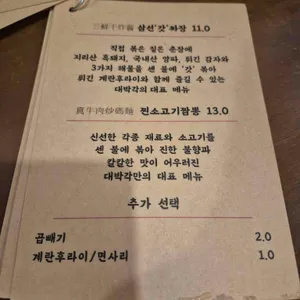 三鮮干炸醬 삼선'갓'짜장 11.0
직접 볶은 칠은 춘장에
지리산 흑돼지, 국내산 양파, 튀긴 감자와
3가지 해물을 센 불에 '갓' 볶아
튀긴 계란후라이와 함께 즐길 수 있는
대박각의 대표 메뉴
眞牛肉炒碼麵 찐소고기짬뽕 13.0
신선한 각종 재료와 소고기를
센 불에 볶아 진한 불향과
칼칼한 맛이 어우러진
대박각만의 대표 메뉴
추가 선택
곱빼기 2.0
계란후라이/면사리 1.0